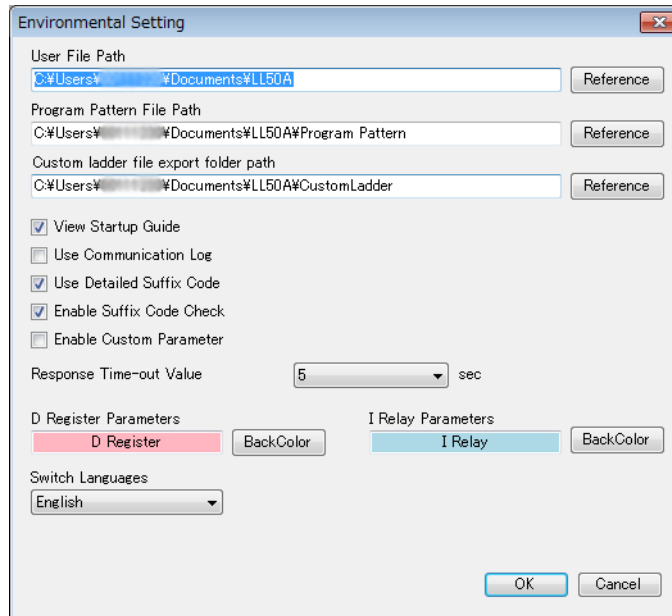 Environmental Setting
User File Path
C:¥Users¥ ¥Documents¥LL50A
Reference
Program Pattern File Path
C:¥Users¥ ¥Documents¥LL50A¥Program Pattern
Reference
Custom ladder file export folder path
C:¥Users¥ ¥Documents¥LL50A¥CustomLadder
Reference
View Startup Guide
Use Communication Log
Use Detailed Suffix Code
Enable Suffix Code Check
Enable Custom Parameter
Response Time-out Value 5 sec
D Register Parameters
D Register BackColor
I Relay Parameters
I Relay BackColor
Switch Languages
English
OK Cancel